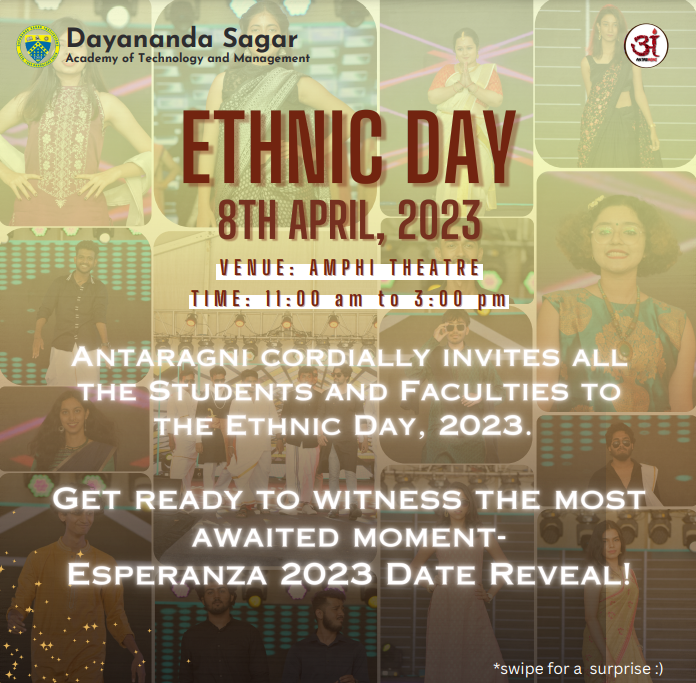 Dayananda Sagar
Academy of Technology and Management
अं
ETHNIC DAY
8TH APRIL, 2023
VENUE: AMPHI THEATRE
TIME: 11:00 am to 3:00 pm
Antaragni cordially invites all
the Students and Faculties to
the Ethnic Day, 2023.
Get ready to witness the most
awaited moment-
Esperanza 2023 Date Reveal!
*swipe for a surprise :)